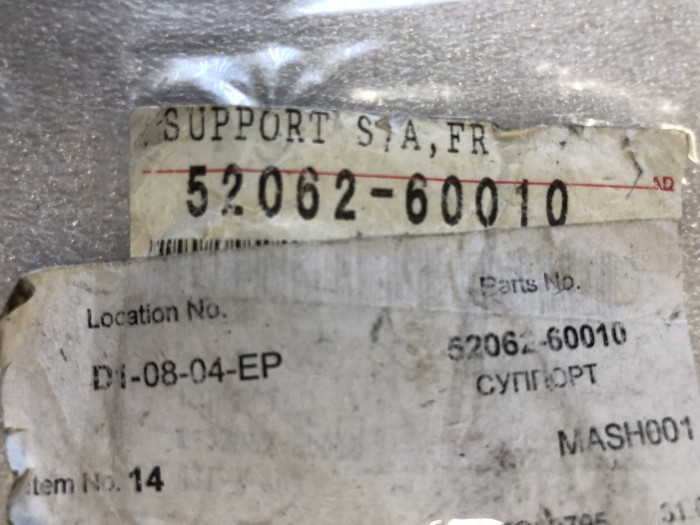 SUPPORT S/A, FR
52062-60010
Location No.
Parts No.
D1-08-04-EP
52062-60010
СУППОРТ
MASH001
Item No. 14